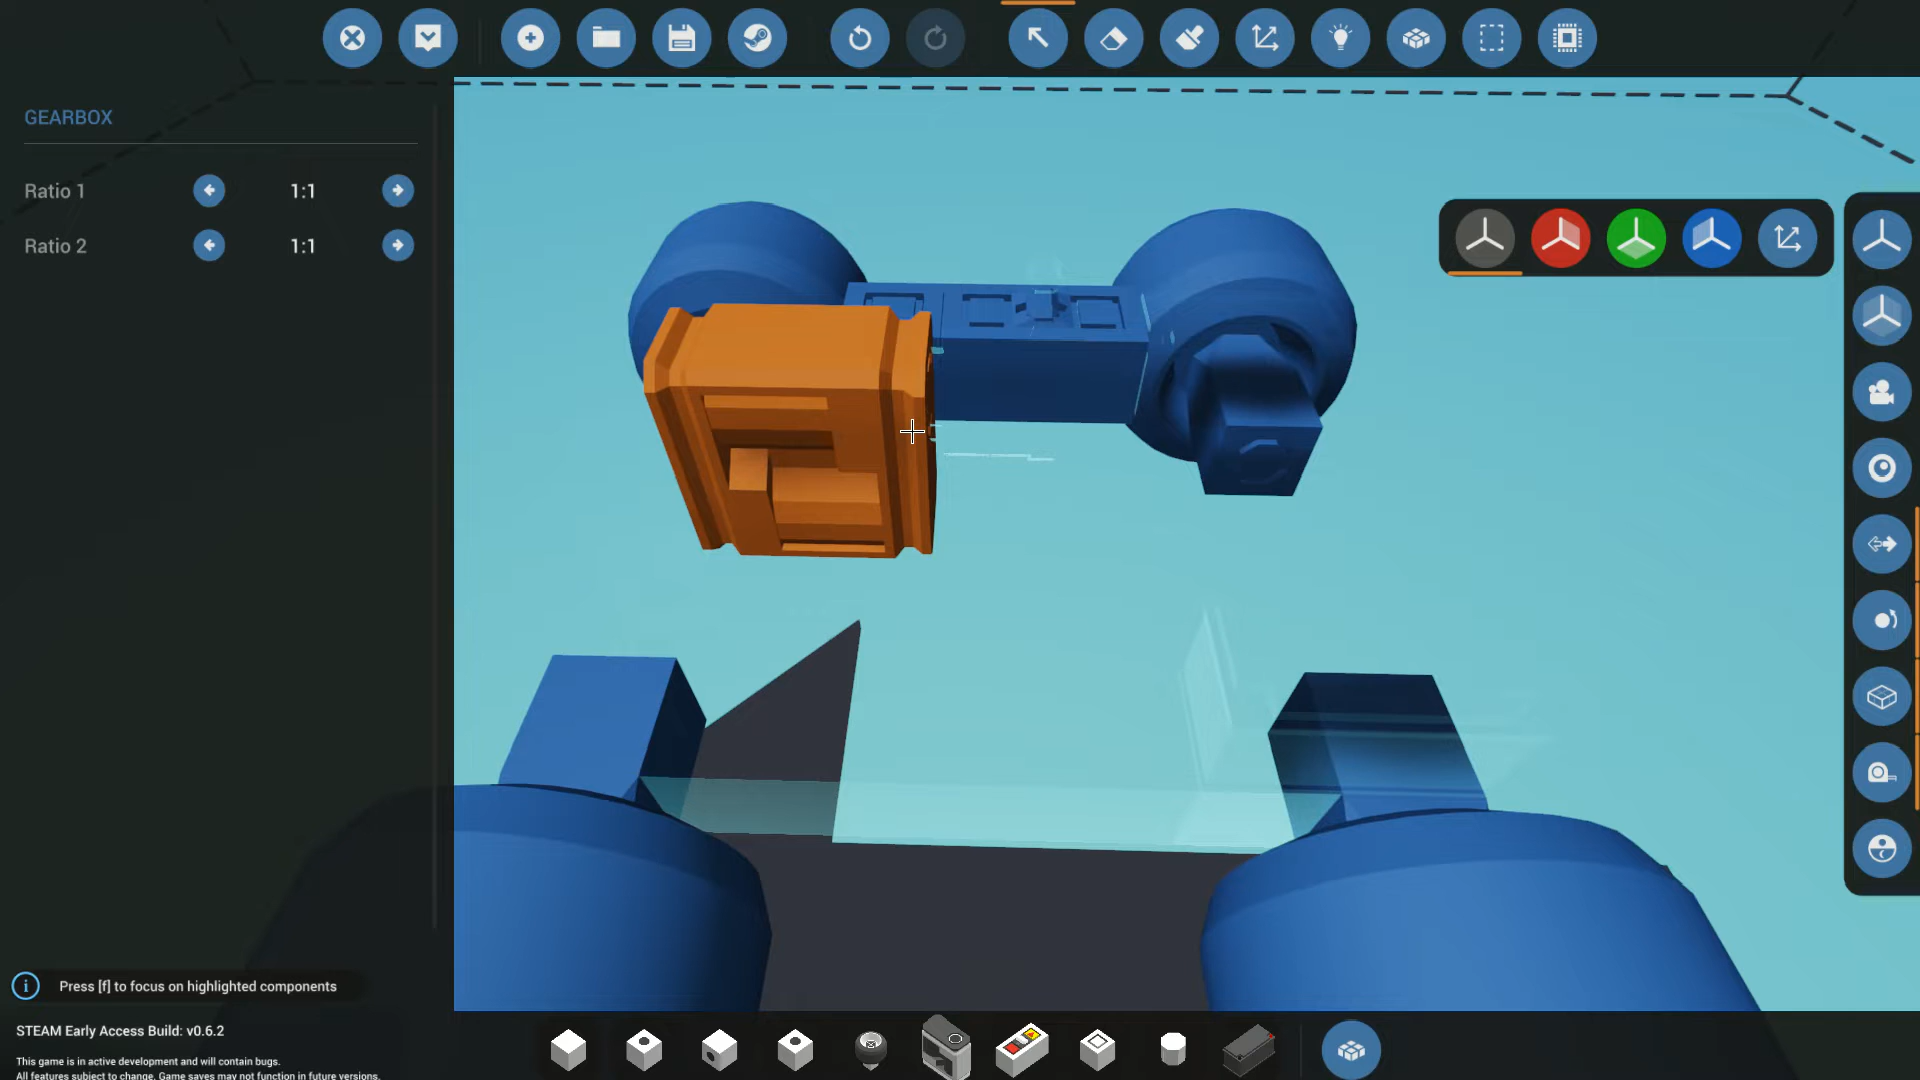 GEARBOX
Ratio 1 1:1
Ratio 2 1:1
Press [f] to focus on highlighted components
STEAM Early Access Build: v0.6.2
This game is in active development and will contain bugs.
All features subject to change. Game saves may not function in future versions.